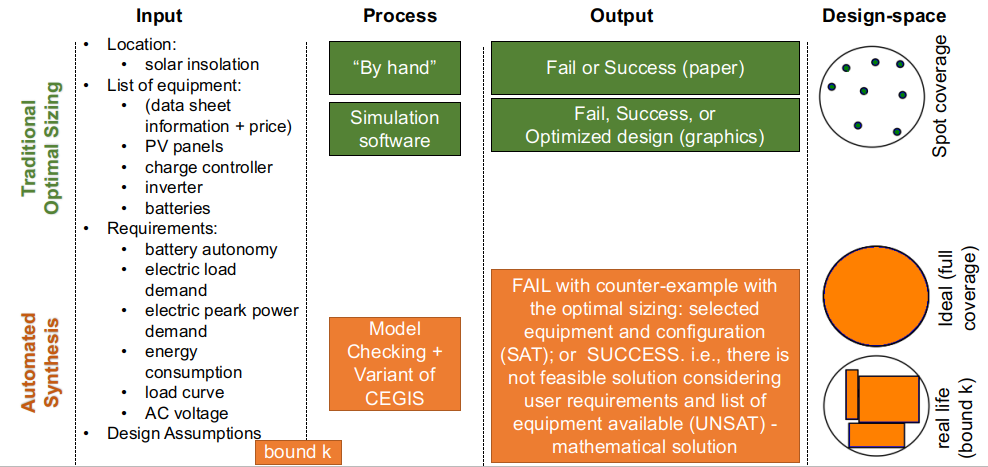 Input
Process
Output
Design-space
Traditional
Optimal Sizing
• Location:
• solar insolation
• List of equipment:
• (data sheet
information + price)
• PV panels
• charge controller
• inverter
• batteries
• Requirements:
• battery autonomy
• electric load
demand
• electric peark power
demand
• energy
consumption
• load curve
• AC voltage
• Design Assumptions
bound k
“By hand”
Simulation
software
Fail or Success (paper)
Fail, Success, or
Optimized design (graphics)
Spot coverage
Automated
Synthesis
Model
Checking +
Variant of
CEGIS
FAIL with counter-example with
the optimal sizing: selected
equipment and configuration
(SAT); or SUCCESS. i.e., there is
not feasible solution considering
user requirements and list of
equipment available (UNSAT) -
mathematical solution
Ideal (full
coverage)
real life
(bound k)